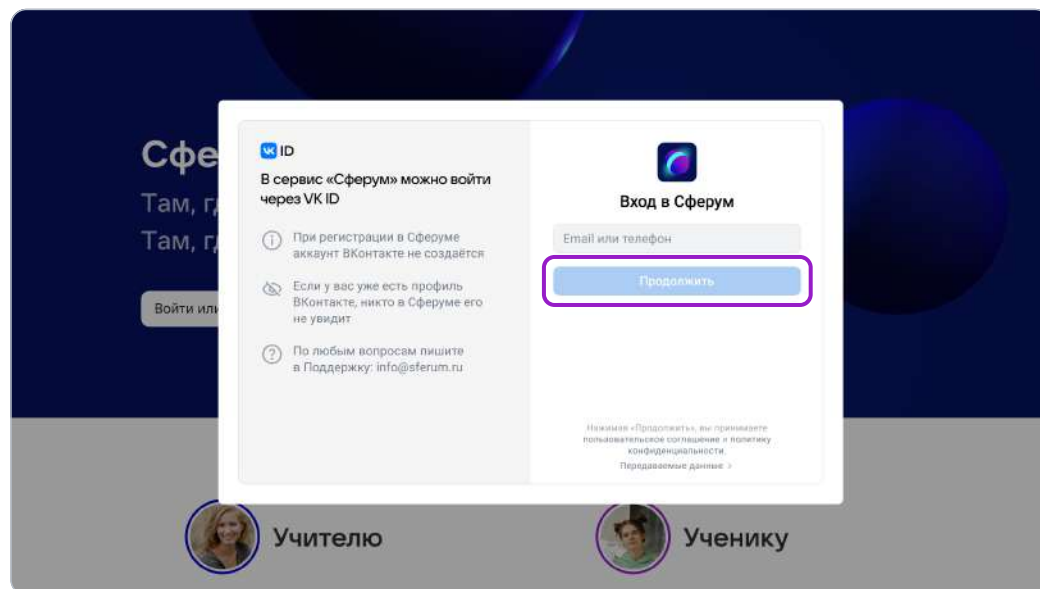 Сфе
Там, г
Там, г
Войти или
VK ID
В сервис «Сферум» можно войти
через VK ID
При регистрации в Сферуме
аккаунт ВКонтакте не создаётся
Если у вас уже есть профиль
ВКонтакте, никто в Сферуме его
не увидит
По любым вопросам пишите
в Поддержку: info@sferum.ru
Вход в Сферум
Email или телефон
Продолжить
Нажимая «Продолжить», вы принимаете
пользовательское соглашение и политику
конфиденциальности.
Передаваемые данные >
Учителю
Ученику